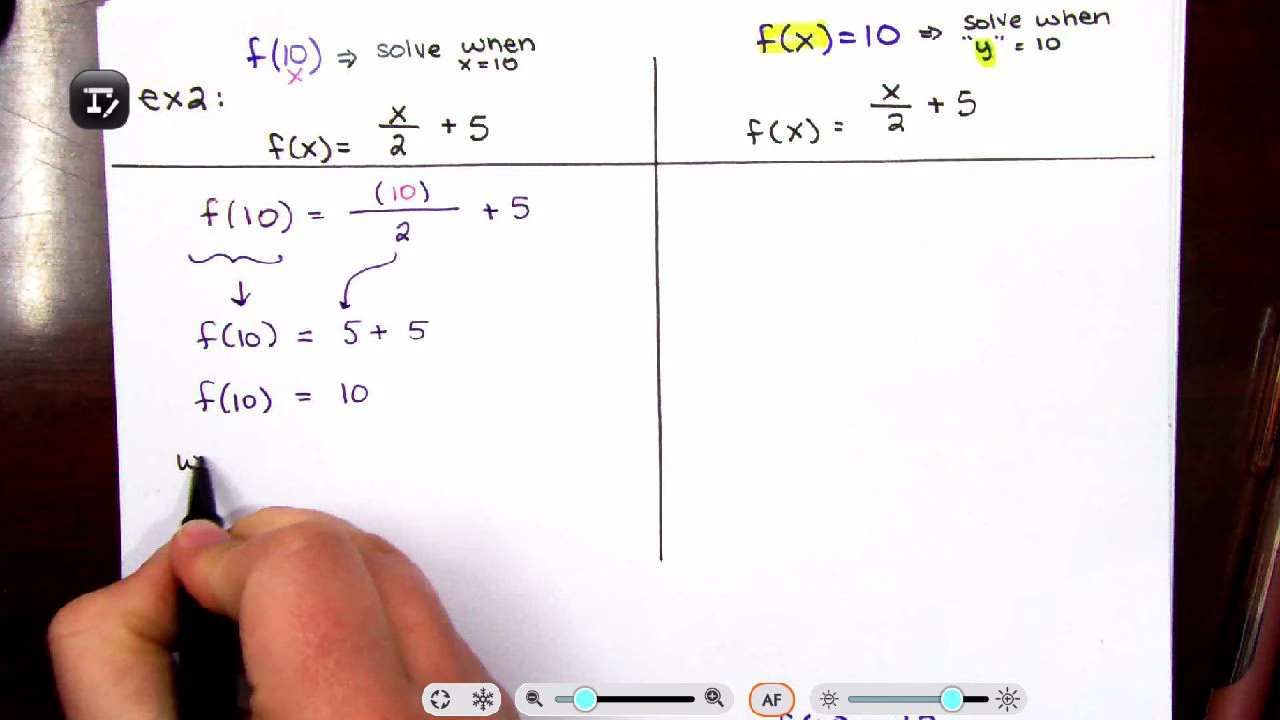 f(10) ⇒ solve when
x x=10
ex2:
f(x) = x/2 + 5
f(10) = (10)/2 + 5
↓
f(10) = 5 + 5
f(10) = 10
f(x) = 10 ⇒ solve when
"y" = 10
f(x) = x/2 + 5
AF